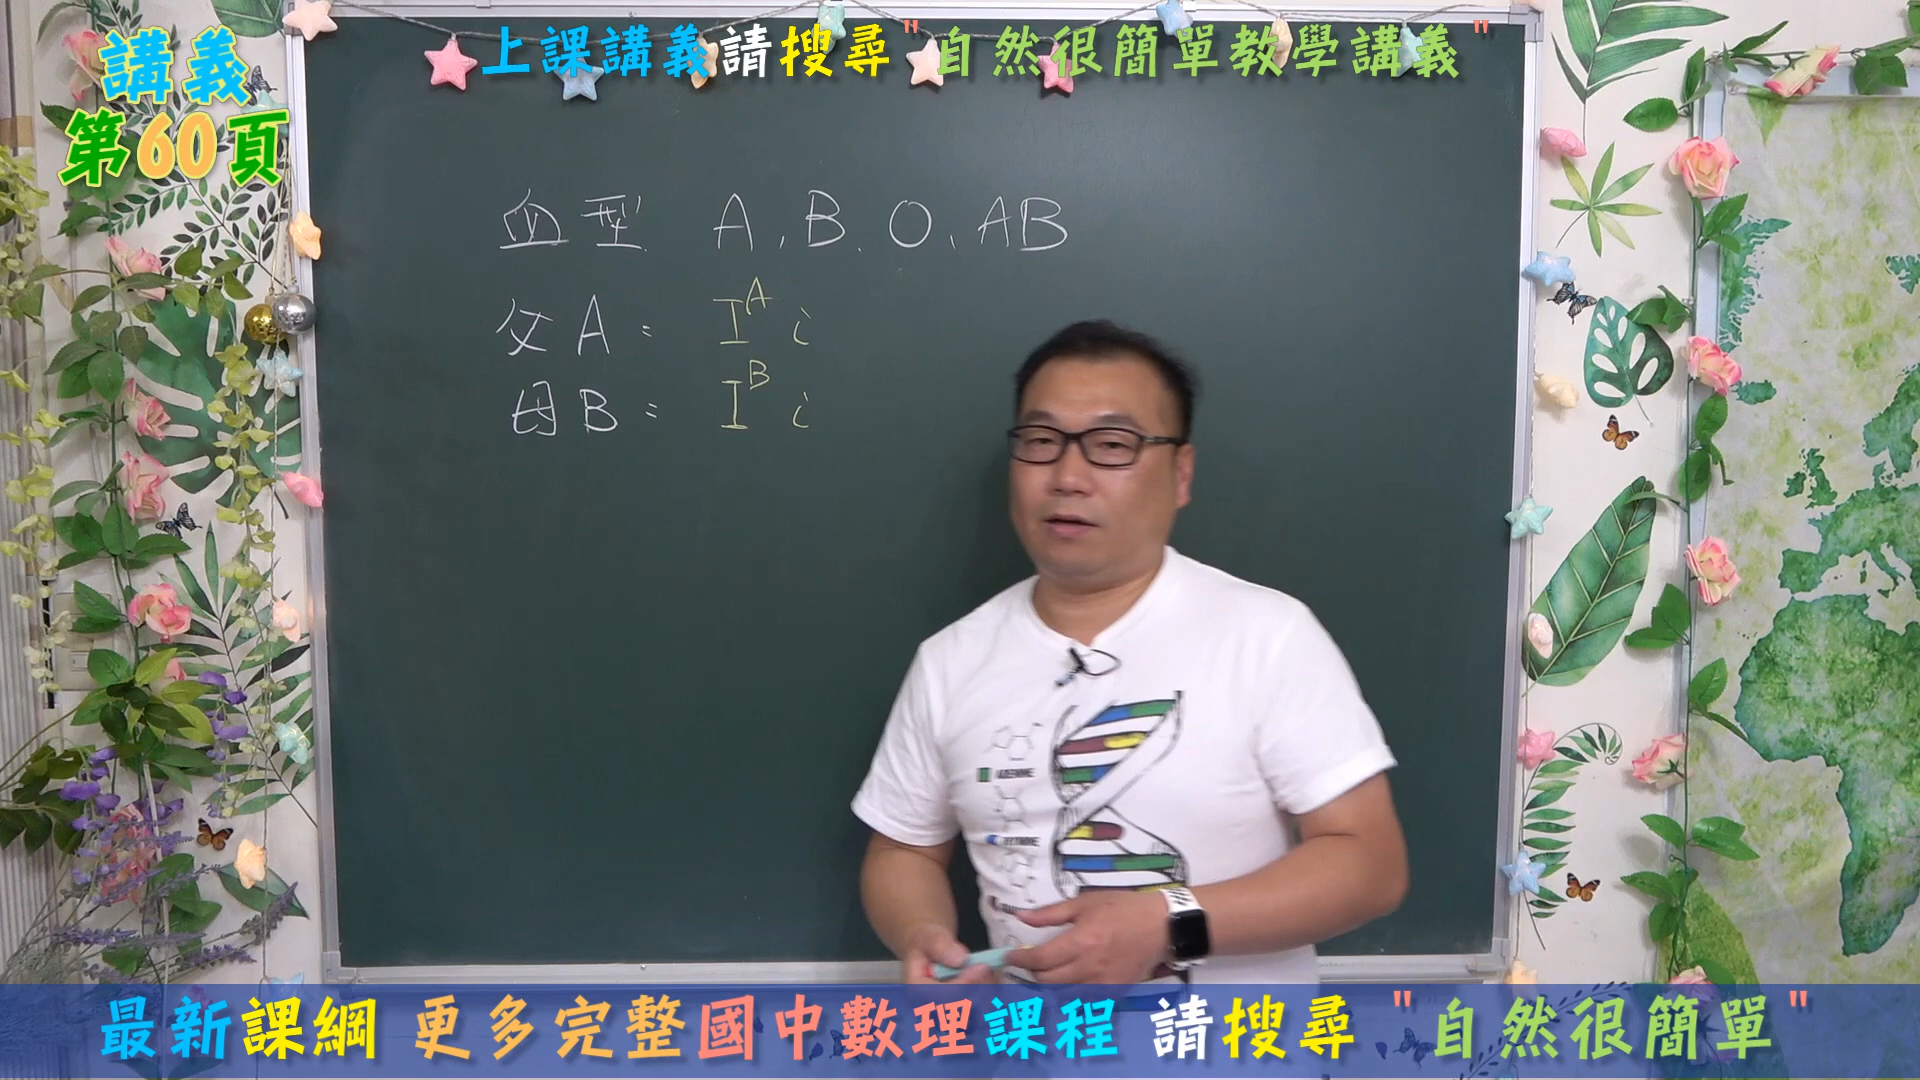 上課講義請搜尋"自然很簡單教學講義"
講義
第60頁
血型 A, B, O, AB
父A: I^A i
母B: I^B i
最新課綱 更多完整國中數理課程 請搜尋 "自然很簡單"